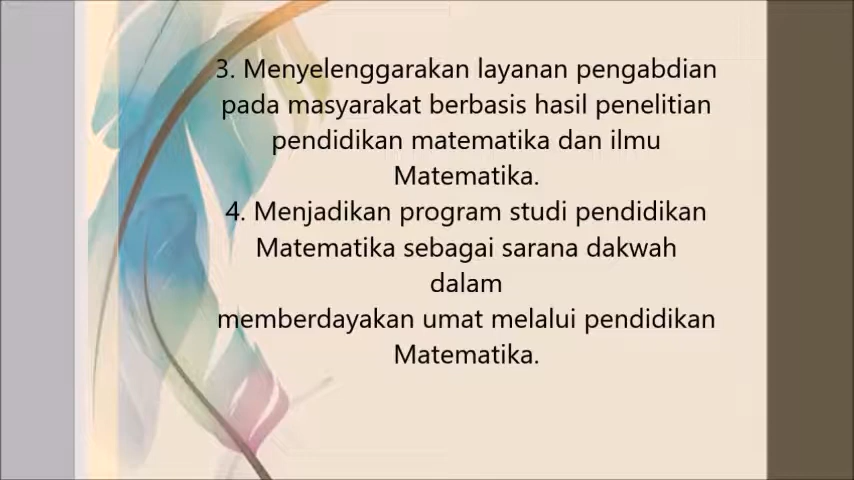 3. Menyelenggarakan layanan pengabdian
pada masyarakat berbasis hasil penelitian
pendidikan matematika dan ilmu
Matematika.
4. Menjadikan program studi pendidikan
Matematika sebagai sarana dakwah
dalam
memberdayakan umat melalui pendidikan
Matematika.